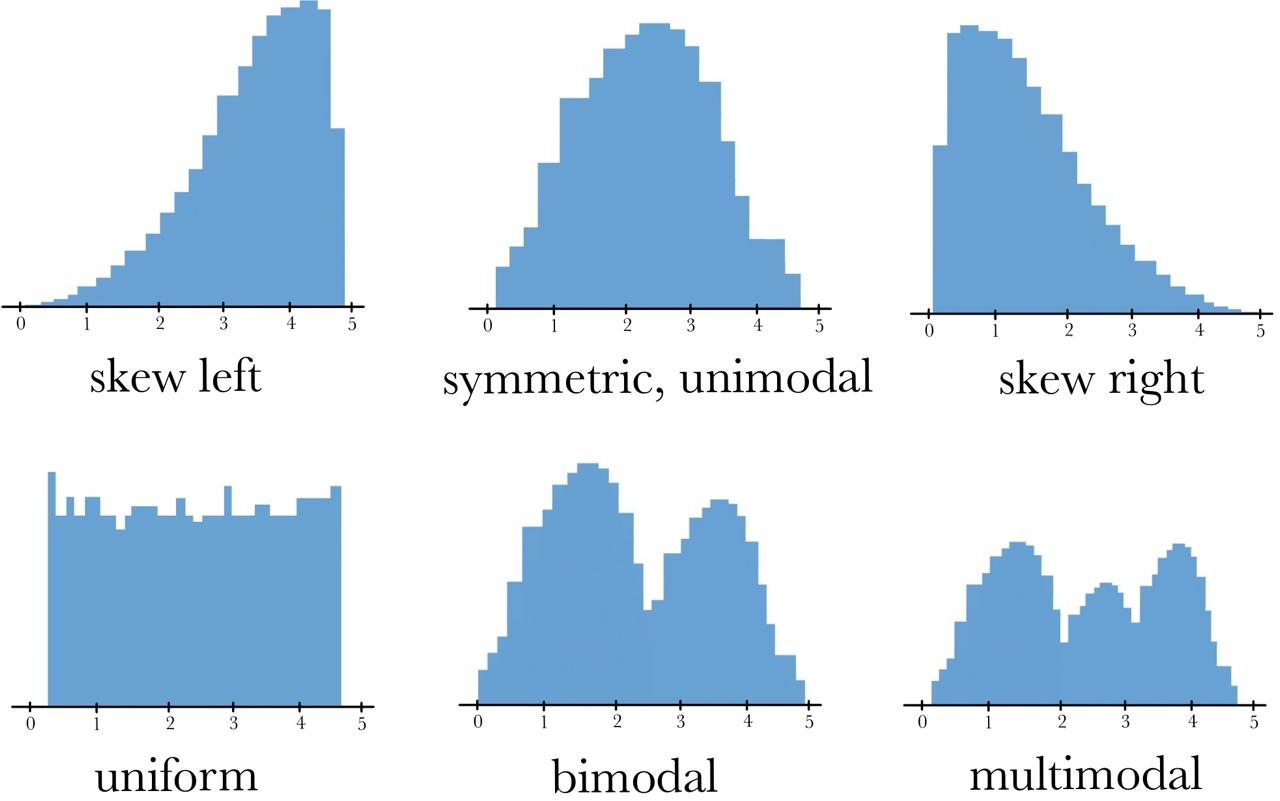 0 1 2 3 4 5
skew left
0 1 2 3 4 5
symmetric, unimodal
0 1 2 3 4 5
skew right
0 1 2 3 4 5
uniform
0 1 2 3 4 5
bimodal
0 1 2 3 4 5
multimodal